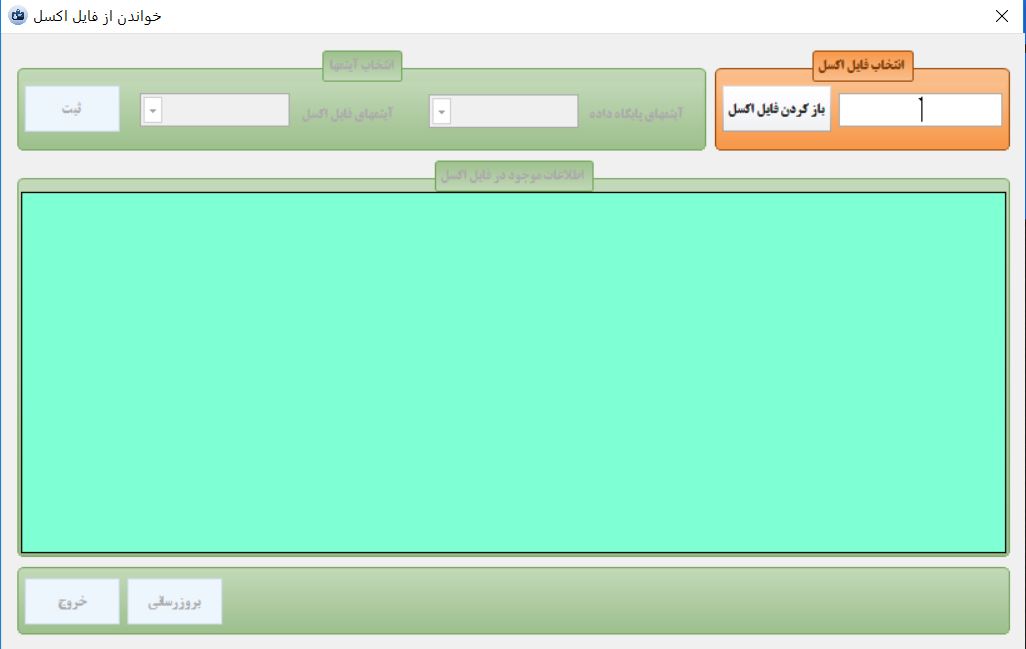 خواندن از فایل اکسل
انتخاب فایل اکسل
باز کردن فایل اکسل
انتخاب آیتمها
آیتمهای پایگاه داده
آیتمهای فایل اکسل
ثبت
اطلاعات موجود در فایل اکسل
بروزرسانی
خروج